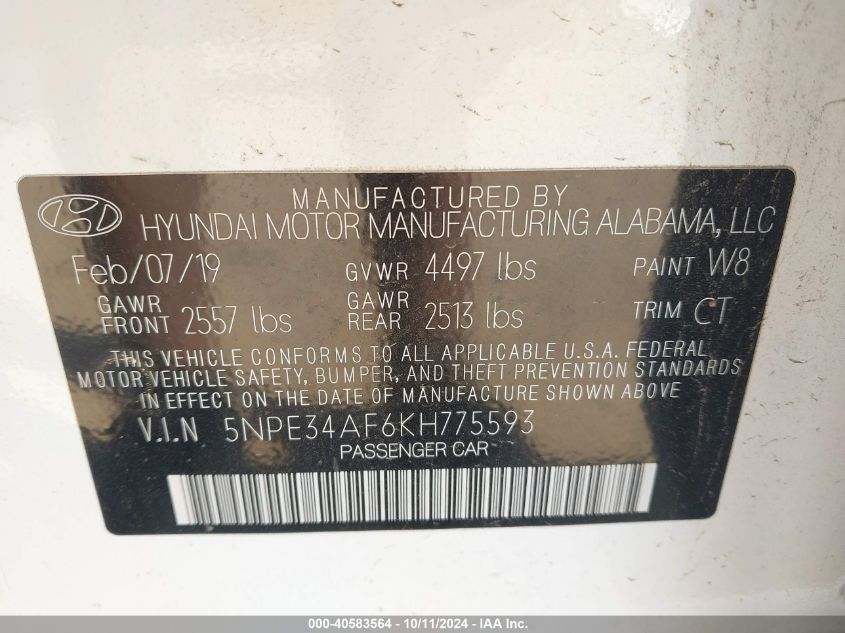 MANUFACTURED BY
HYUNDAI MOTOR MANUFACTURING ALABAMA, LLC
Feb/07/19 GVWR 4497 lbs PAINT W8
GAWR FRONT 2557 lbs GAWR REAR 2513 lbs TRIM CT
THIS VEHICLE CONFORMS TO ALL APPLICABLE U.S.A. FEDERAL
MOTOR VEHICLE SAFETY, BUMPER, AND THEFT PREVENTION STANDARDS
IN EFFECT ON THE DATE OF MANUFACTURE SHOWN ABOVE
V.I.N 5NPE34AF6KH775593
PASSENGER CAR
000-40583564 - 10/11/2024 - IAA Inc.